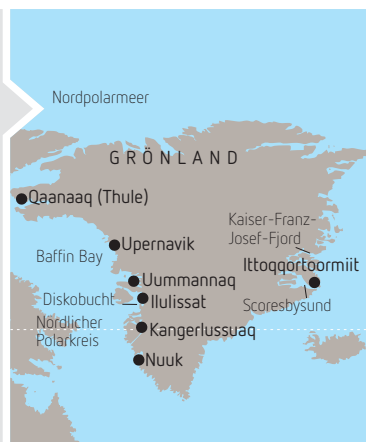 Nordpolarmeer
GRÖNLAND
Qaanaaq (Thule)
Kaiser-Franz-
Josef-Fjord
Upernavik
Baffin Bay
Ittoqqortoormiit
Uummannaq
Diskobucht
Ilulissat
Scoresbysund
Nördlicher
Polarkreis
Kangerlussuaq
Nuuk